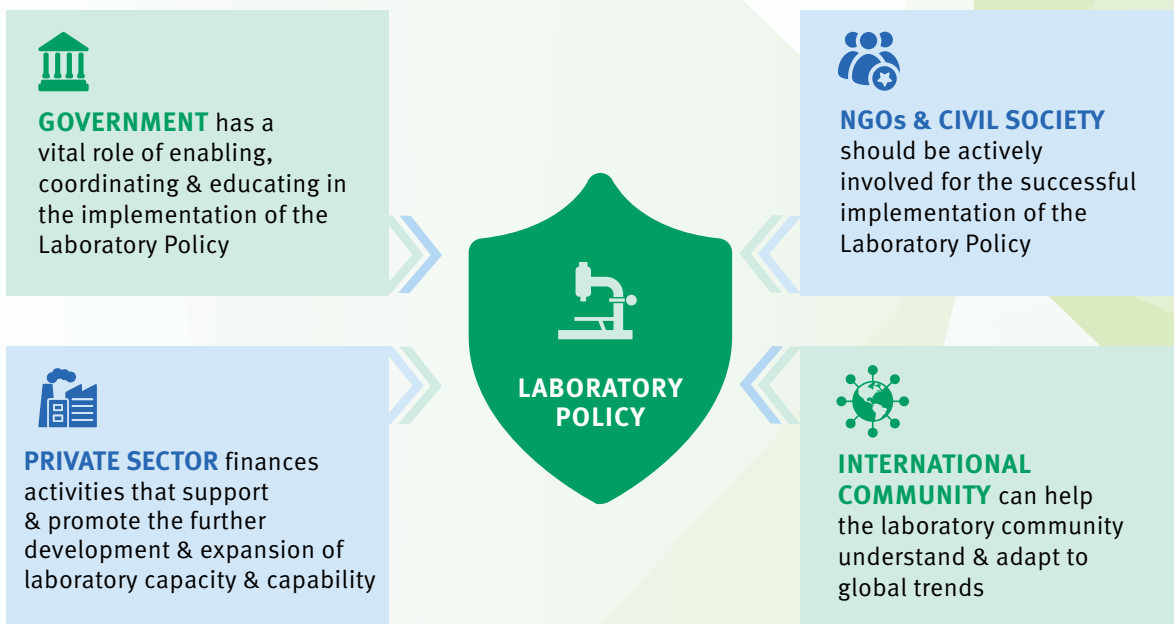 GOVERNMENT has a
vital role of enabling,
coordinating & educating in
the implementation of the
Laboratory Policy
NGOs & CIVIL SOCIETY
should be actively
involved for the successful
implementation of the
Laboratory Policy
LABORATORY
POLICY
PRIVATE SECTOR finances
activities that support
& promote the further
development & expansion of
laboratory capacity & capability
INTERNATIONAL
COMMUNITY can help
the laboratory community
understand & adapt to
global trends